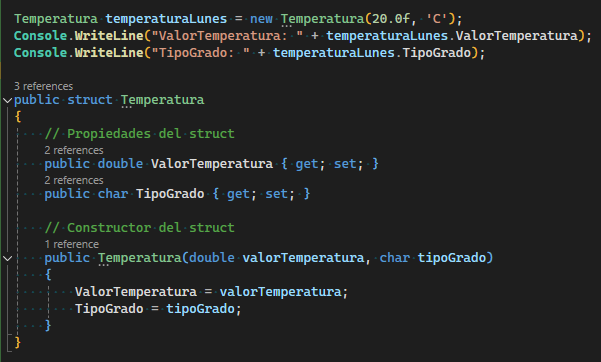 Temperatura temperaturaLunes = new Temperatura(20.0f, 'C');
Console.WriteLine("ValorTemperatura: " + temperaturaLunes.ValorTemperatura);
Console.WriteLine("TipoGrado: " + temperaturaLunes.TipoGrado);
3 references
public struct Temperatura
{
// Propiedades del struct
2 references
public double ValorTemperatura { get; set; }
2 references
public char TipoGrado { get; set; }
// Constructor del struct
1 reference
public Temperatura(double valorTemperatura, char tipoGrado)
{
ValorTemperatura = valorTemperatura;
TipoGrado = tipoGrado;
}
}